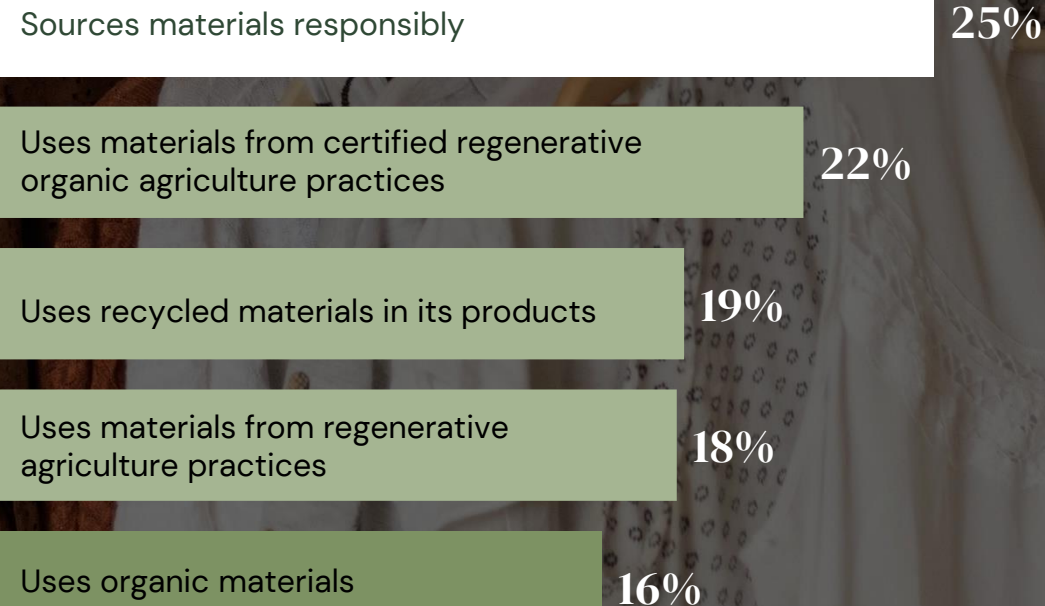 Sources materials responsibly
25%
Uses materials from certified regenerative
organic agriculture practices
22%
Uses recycled materials in its products
19%
Uses materials from regenerative
agriculture practices
18%
Uses organic materials
16%